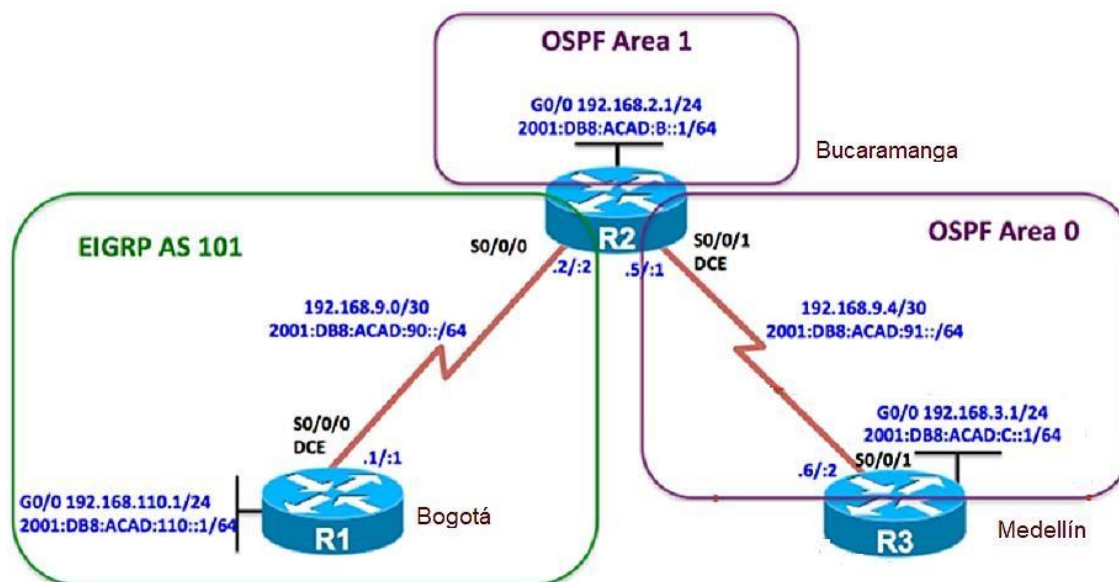 OSPF Area 1
G0/0 192.168.2.1/24
2001:DB8:ACAD:B::1/64
Bucaramanga
EIGRP AS 101
S0/0/0
R2
S0/0/1
DCE
OSPF Area 0
.2/:2
.5/:1
192.168.9.0/30
2001:DB8:ACAD:90::/64
192.168.9.4/30
2001:DB8:ACAD:91::/64
S0/0/0
DCE
.1/:1
G0/0 192.168.3.1/24
2001:DB8:ACAD:C::1/64
.6/:2
S0/0/1
G0/0 192.168.110.1/24
2001:DB8:ACAD:110::1/64
R1
Bogotá
R3
Medellín